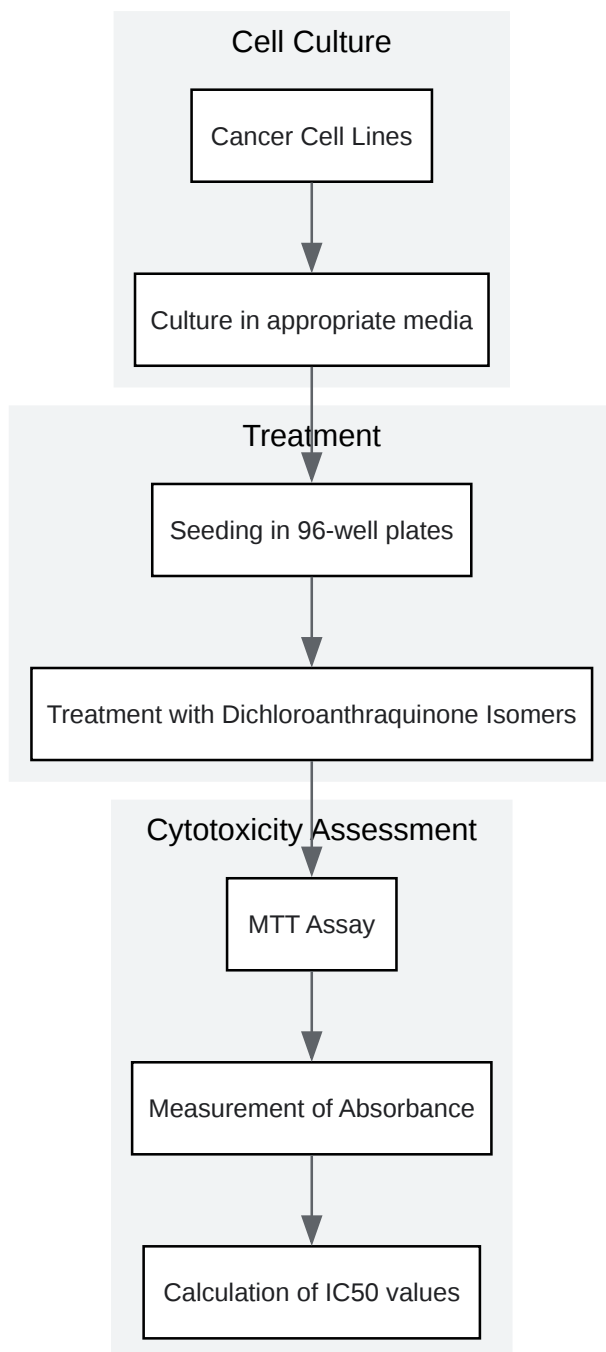 Cell Culture
Cancer Cell Lines
Culture in appropriate media
Treatment
Seeding in 96-well plates
Treatment with Dichloroanthraquinone Isomers
Cytotoxicity Assessment
MTT Assay
Measurement of Absorbance
Calculation of IC50 values